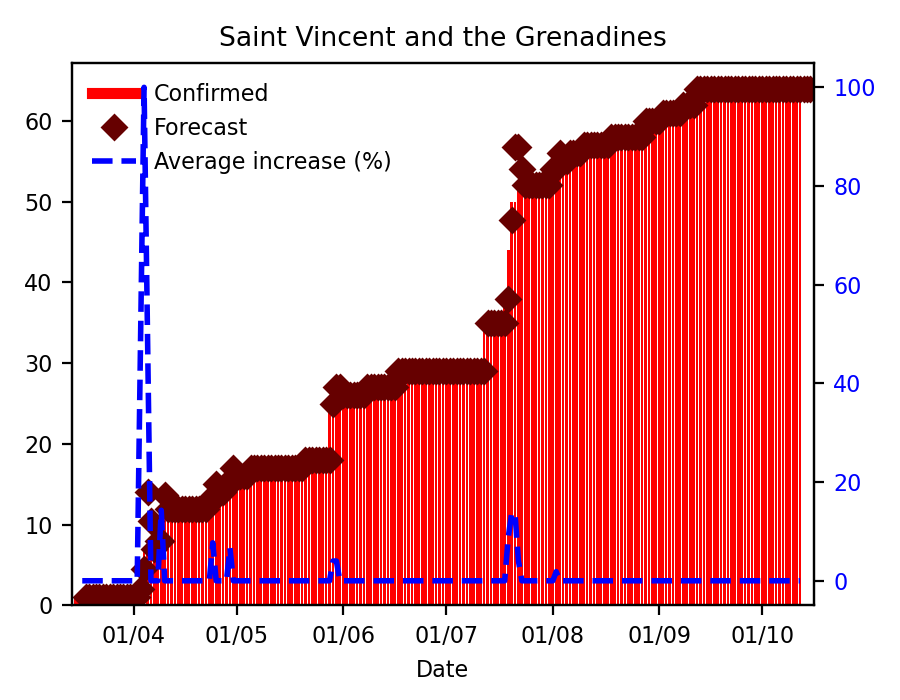 Saint Vincent and the Grenadines
Confirmed
Forecast
Average increase (%)
60
50
40
30
20
10
0
100
80
60
40
20
0
01/04 01/05 01/06 01/07 01/08 01/09 01/10
Date